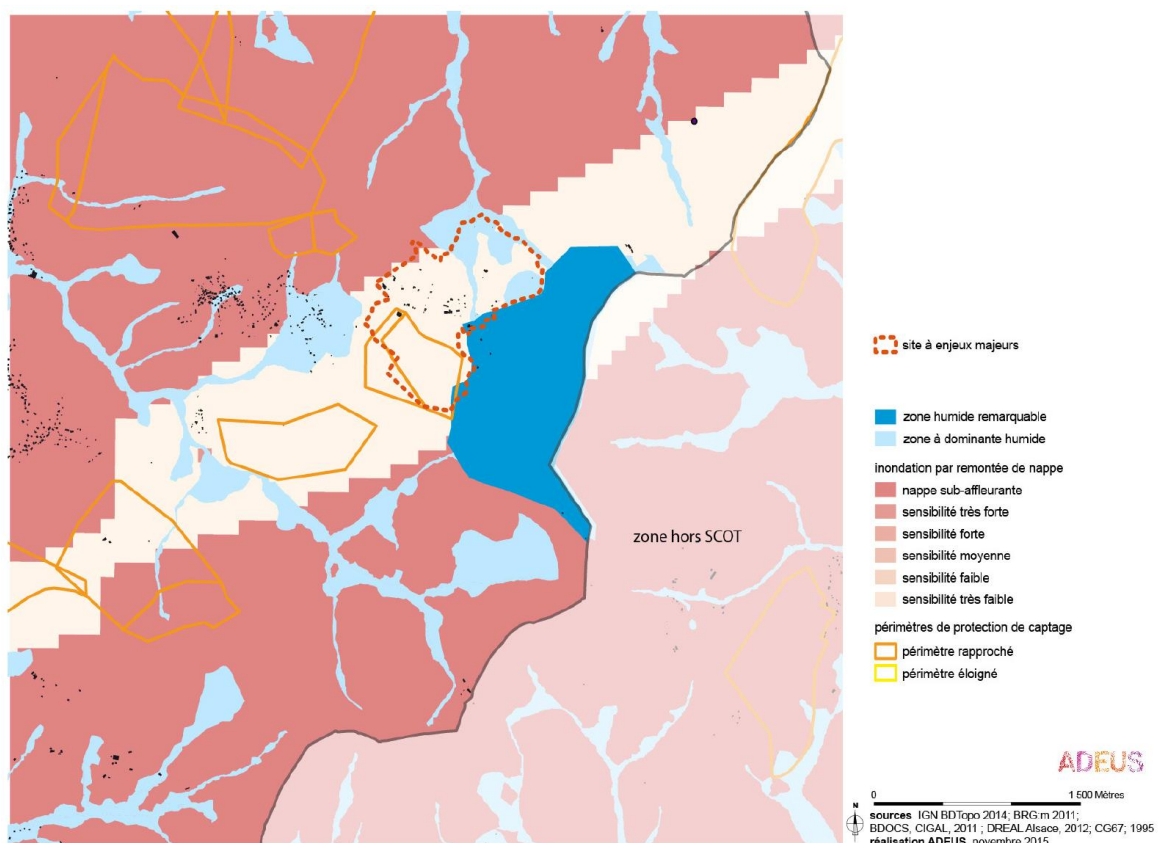 zone hors SCOT
site à enjeux majeurs
zone humide remarquable
zone à dominante humide
inondation par remontée de nappe
nappe sub-affleurante
sensibilité très forte
sensibilité forte
sensibilité moyenne
sensibilité faible
sensibilité très faible
périmètres de protection de captage
périmètre rapproché
périmètre éloigné
ADEUS
0 1 500 Mètres
N
sources IGN BDTopo 2014; BRGm 2011;
BDOCS, CIGAL, 2011 ; DREAL Alsace, 2012; CG67; 1995
réalisation ADEUS, novembre 2015